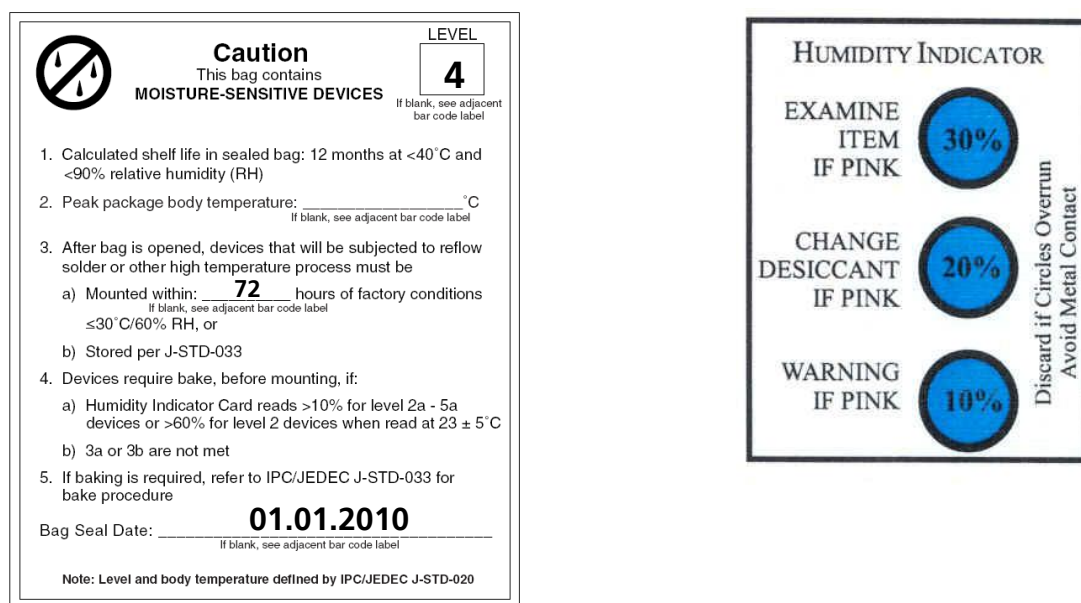 LEVEL
Caution
4
This bag contains
MOISTURE-SENSITIVE DEVICES
If blank, see adjacent
bar code label
1. Calculated shelf life in sealed bag: 12 months at <40˚C and
<90% relative humidity (RH)
2. Peak package body temperature: __________________˚C
If blank, see adjacent bar code label
3. After bag is opened, devices that will be subjected to reflow
solder or other high temperature process must be
a) Mounted within: 72 hours of factory conditions
If blank, see adjacent bar code label
≤30˚C/60% RH, or
b) Stored per J-STD-033
4. Devices require bake, before mounting, if:
a) Humidity Indicator Card reads >10% for level 2a - 5a
devices or >60% for level 2 devices when read at 23 ± 5˚C
b) 3a or 3b are not met
5. If baking is required, refer to IPC/JEDEC J-STD-033 for
bake procedure
Bag Seal Date: 01.01.2010
If blank, see adjacent bar code label
Note: Level and body temperature defined by IPC/JEDEC J-STD-020
HUMIDITY INDICATOR
EXAMINE
ITEM
IF PINK
30%
CHANGE
DESICCANT
IF PINK
20%
WARNING
IF PINK
10%
Discard if Circles Overrun
Avoid Metal Contact